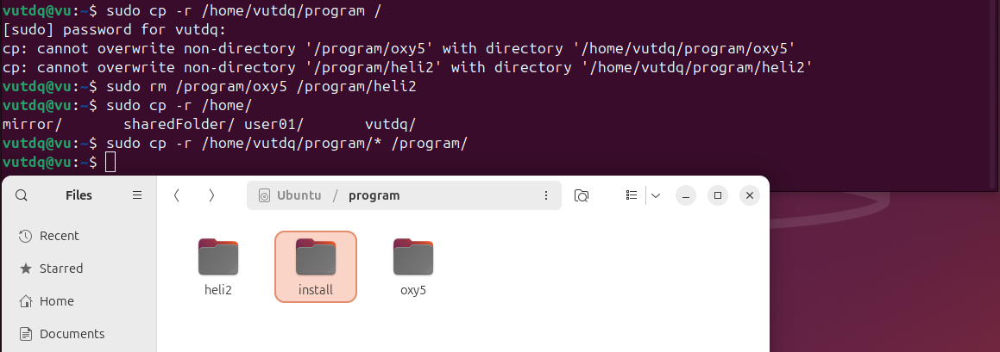 vutdq@vu:~$ sudo cp -r /home/vutdq/program /
[sudo] password for vutdq:
cp: cannot overwrite non-directory '/program/oxy5' with directory '/home/vutdq/program/oxy5'
cp: cannot overwrite non-directory '/program/heli2' with directory '/home/vutdq/program/heli2'
vutdq@vu:~$ sudo rm /program/oxy5 /program/heli2
vutdq@vu:~$ sudo cp -r /home/
mirror/ sharedFolder/ user01/ vutdq/
vutdq@vu:~$ sudo cp -r /home/vutdq/program/* /program/
vutdq@vu:~$
Files
Ubuntu / program
Recent
Starred
Home
Documents
heli2 install oxy5